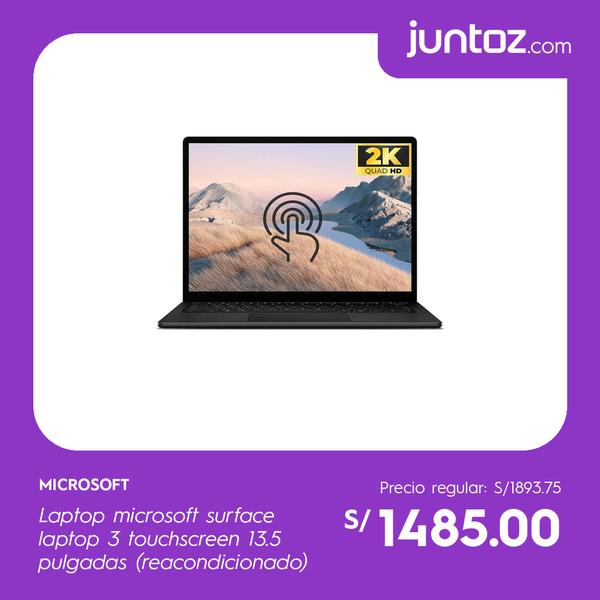 juntoz.com
2K
QUAD HD
MICROSOFT
Laptop microsoft surface
laptop 3 touchscreen 13.5
pulgadas (reacondicionado)
Precio regular: S/1893.75
S/1485.00